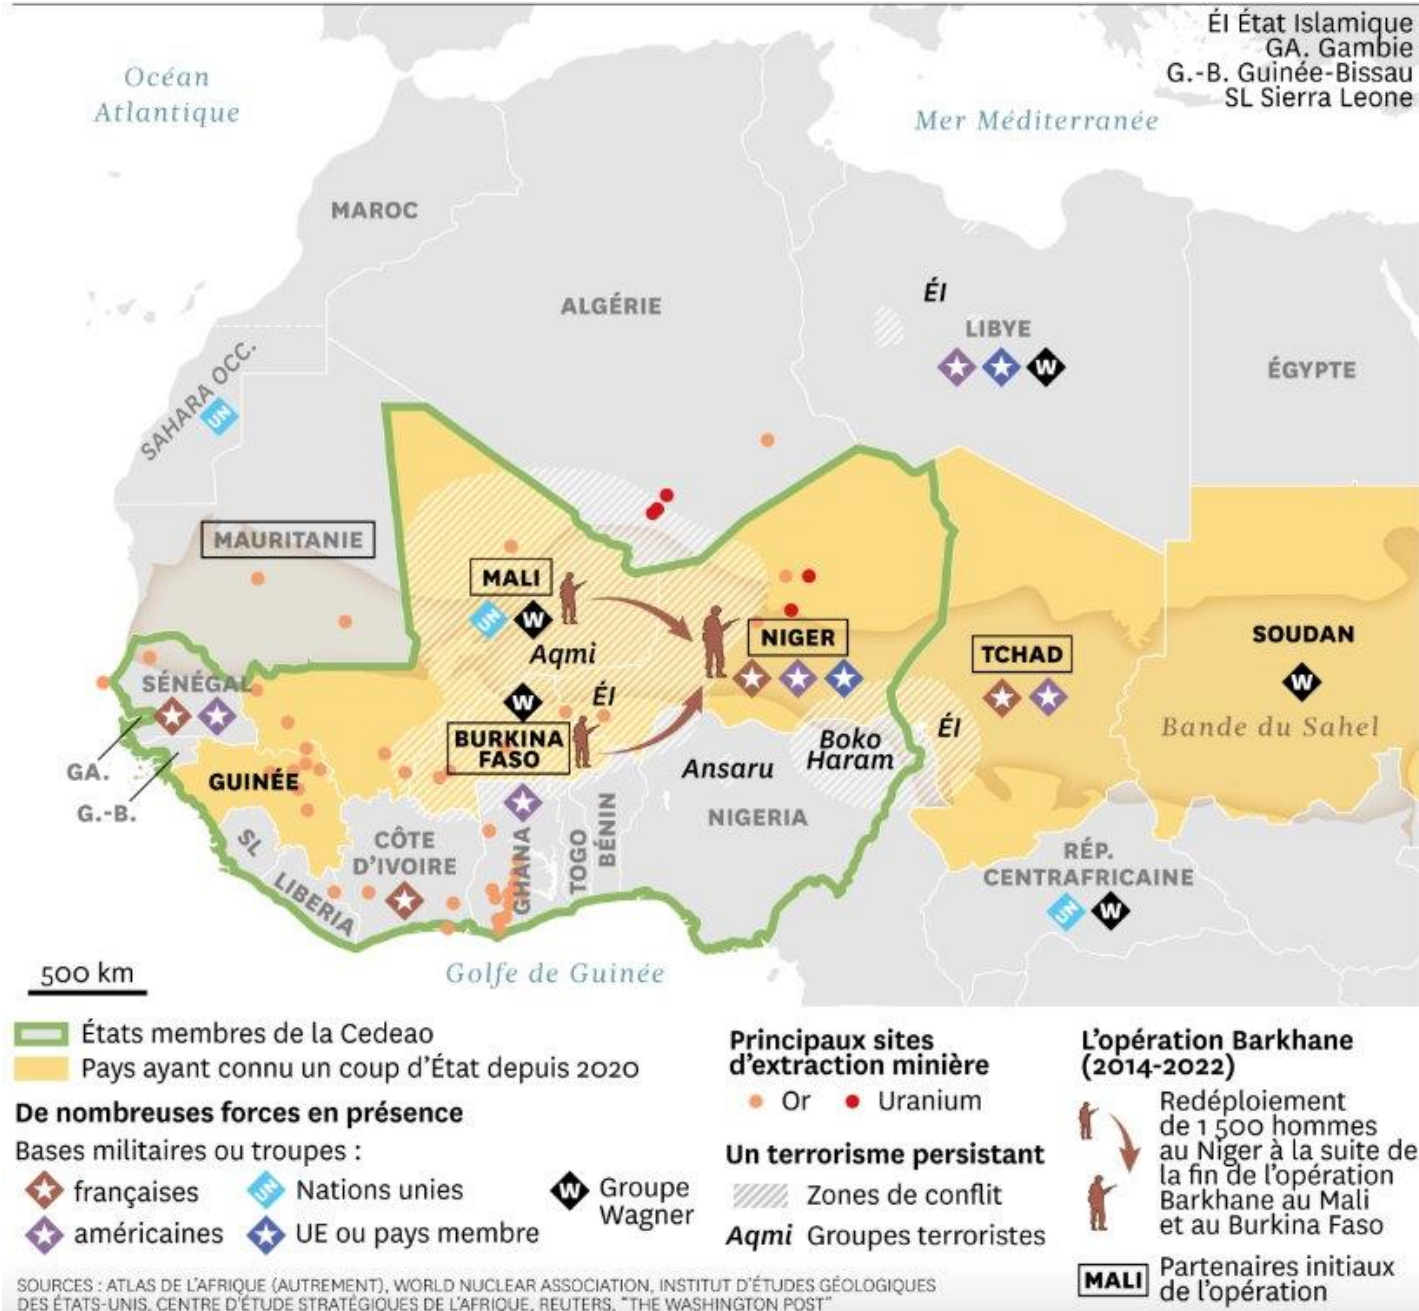 ÉI État Islamique
GA. Gambie
G.-B. Guinée-Bissau
SL Sierra Leone
Océan
Atlantique
Mer Méditerranée
MAROC
ALGÉRIE
ÉI
LIBYE
W
ÉGYPTE
SAHARA OCC.
UN
MAURITANIE
MALI
UN
W
Aqmi
NIGER
TCHAD
SOUDAN
W
Bande du Sahel
SÉNÉGAL
W
ÉI
BURKINA
FASO
Ansaru
Boko
Haram
ÉI
GA.
G.-B.
GUINÉE
NIGERIA
SL
LIBERIA
CÔTE
D’IVOIRE
GHANA
TOGO
BÉNIN
RÉP.
CENTRAFRICAINE
UN
W
500 km
Golfe de Guinée
États membres de la Cedeao
Pays ayant connu un coup d’État depuis 2020
De nombreuses forces en présence
Bases militaires ou troupes :
françaises
américaines
UN
Nations unies
UE ou pays membre
W
Groupe
Wagner
Principaux sites
d’extraction minière
Or
Uranium
Un terrorisme persistant
Zones de conflit
Aqmi Groupes terroristes
L’opération Barkhane
(2014-2022)
Redéploiement
de 1 500 hommes
au Niger à la suite de
la fin de l’opération
Barkhane au Mali
et au Burkina Faso
MALI
Partenaires initiaux
de l’opération
SOURCES : ATLAS DE L’AFRIQUE (AUTREMENT), WORLD NUCLEAR ASSOCIATION, INSTITUT D’ÉTUDES GÉOLOGIQUES
DES ÉTATS-UNIS, CENTRE D’ÉTUDE STRATÉGIQUES DE L’AFRIQUE, REUTERS, “THE WASHINGTON POST”